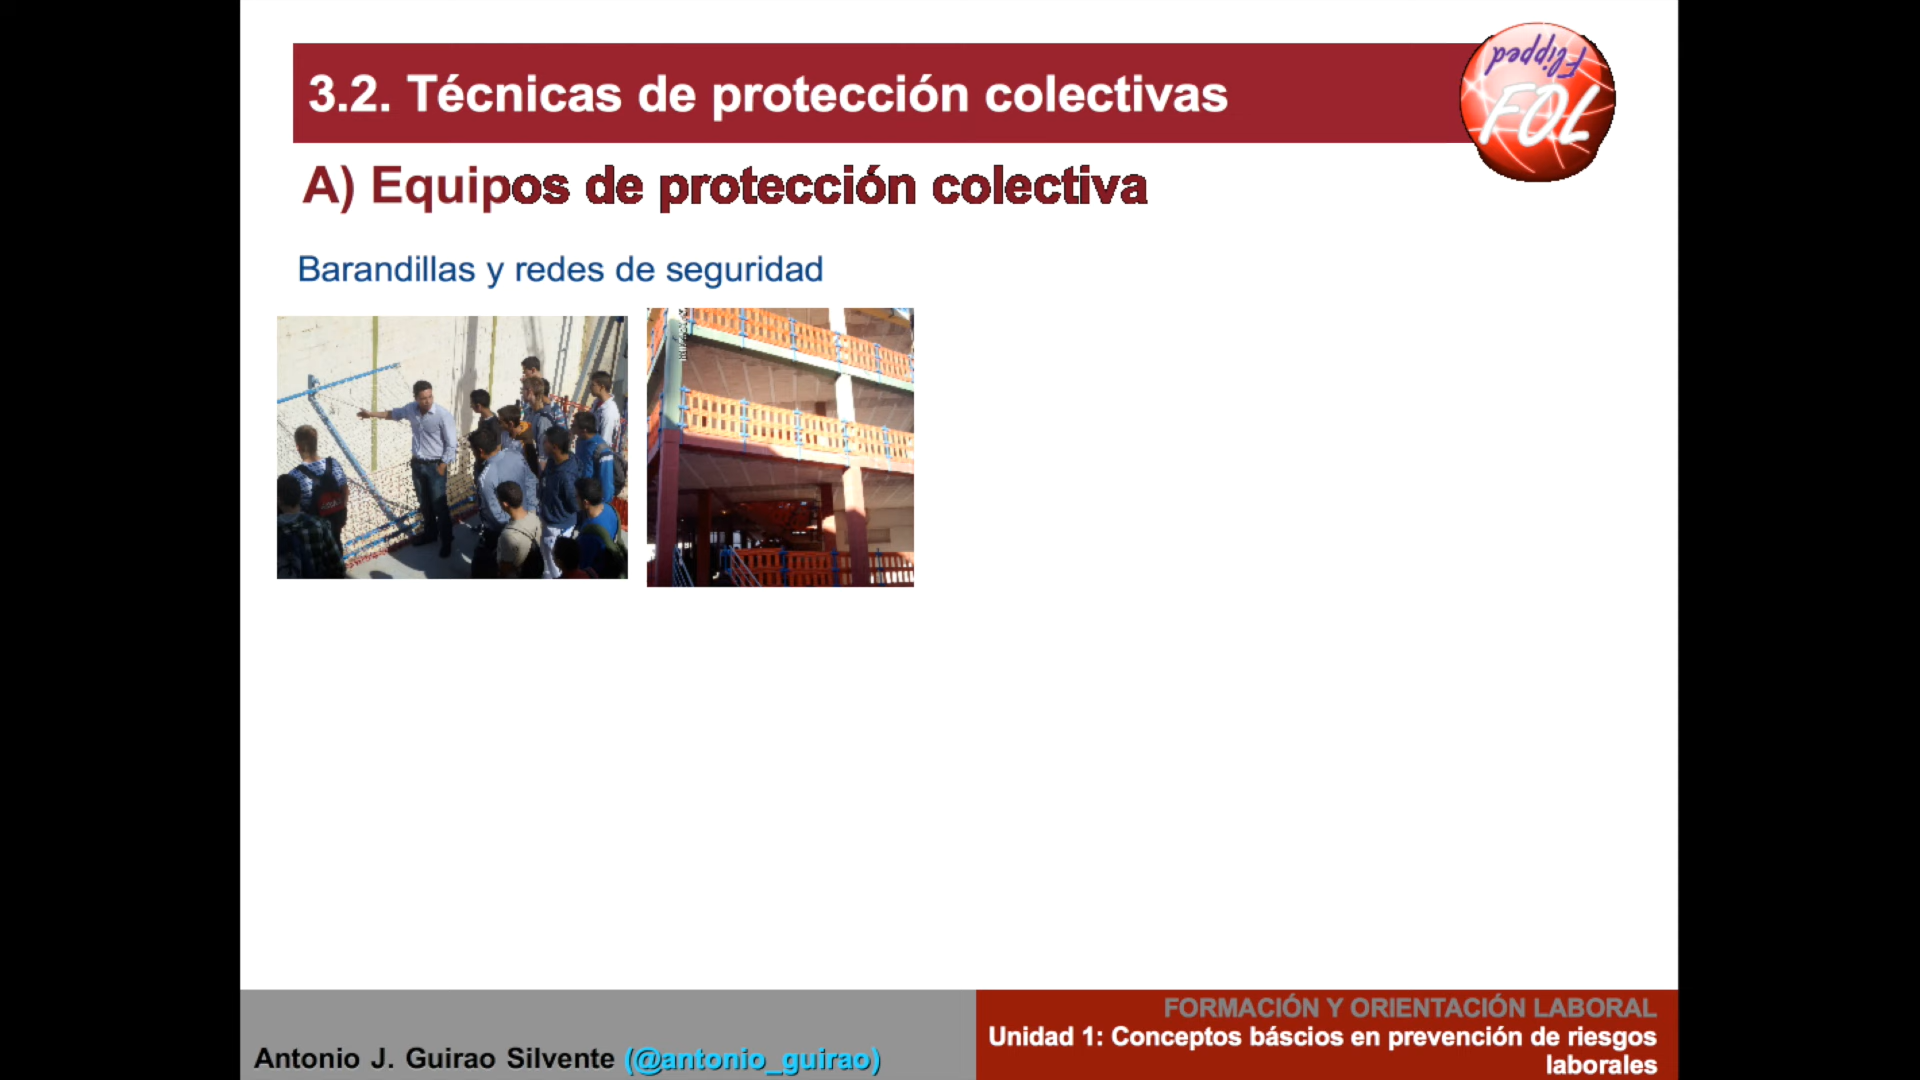 3.2. Técnicas de protección colectivas
Flipped
FOL
A) Equipos de protección colectiva
Barandillas y redes de seguridad
Antonio J. Guirao Silvente (@antonio_guirao)
FORMACIÓN Y ORIENTACIÓN LABORAL
Unidad 1: Conceptos báscios en prevención de riesgos
laborales